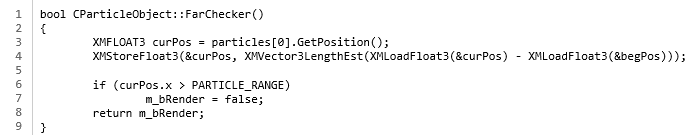 1 bool CParticleObject::FarChecker()
2 {
3 XMFLOAT3 curPos = particles[0].GetPosition();
4 XMStoreFloat3(&curPos, XMVector3LengthEst(XMLoadFloat3(&curPos) - XMLoadFloat3(&begPos)));
5
6 if (curPos.x > PARTICLE_RANGE)
7 m_bRender = false;
8 return m_bRender;
9 }